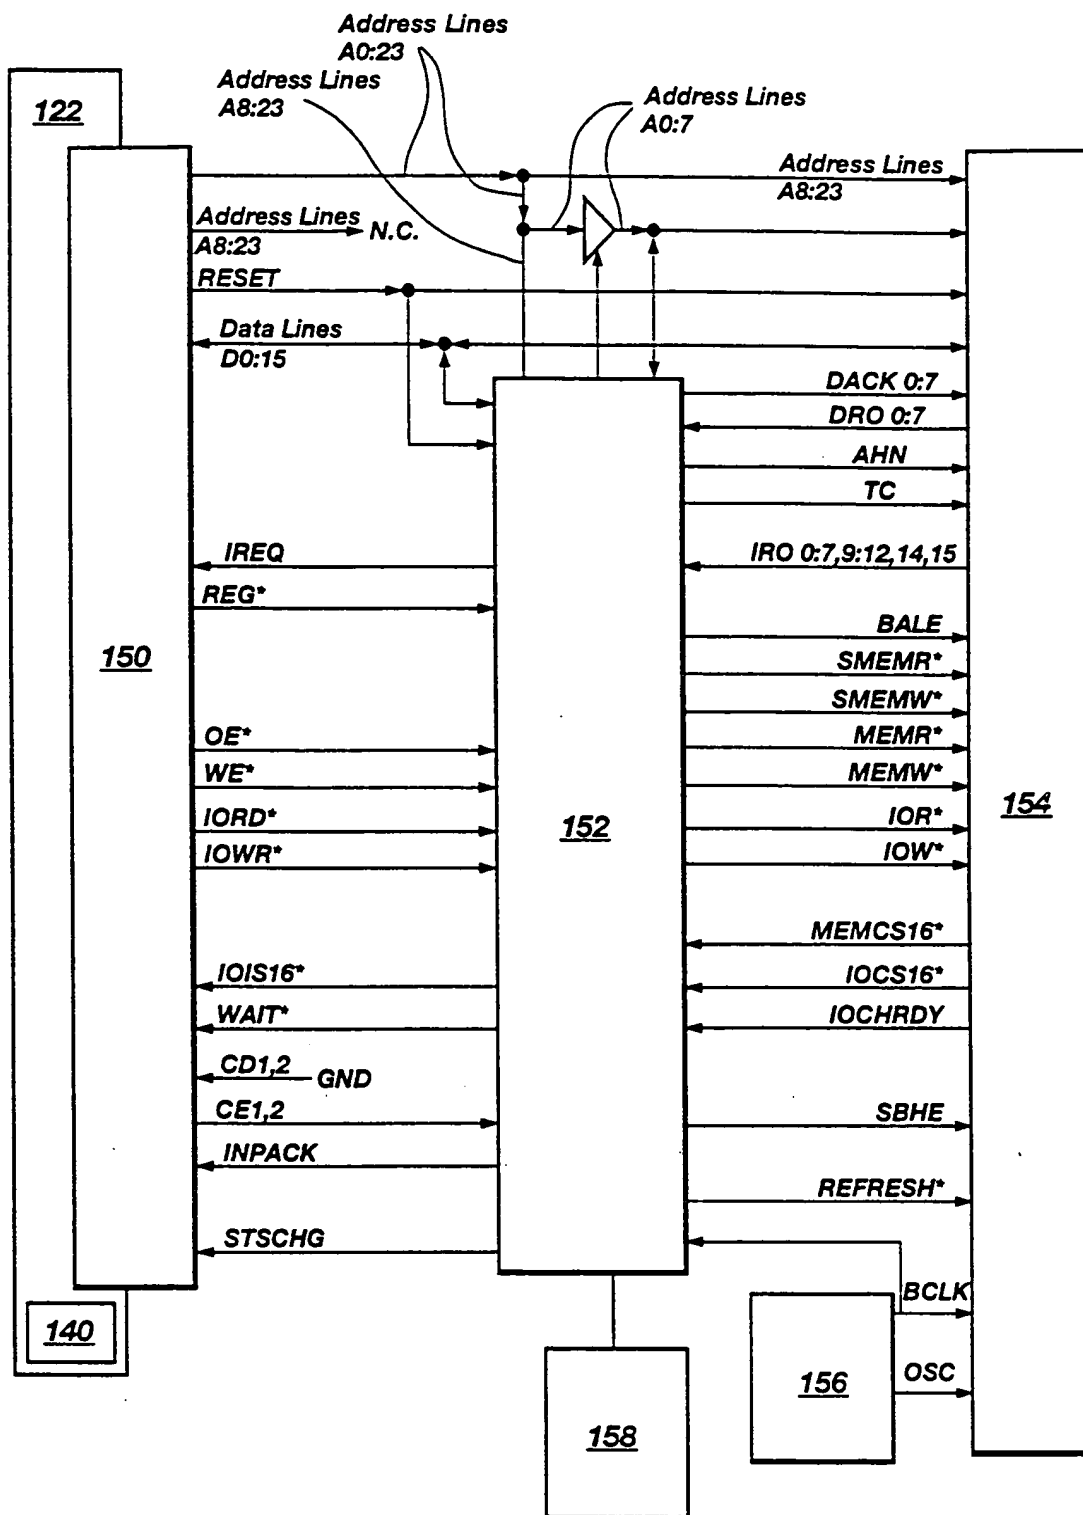 Address Lines
A0:23
Address Lines
A8:23
Address Lines
A0:7
122
Address Lines
A8:23
Address Lines
A8:23
N.C.
RESET
Data Lines
D0:15
DACK 0:7
DRO 0:7
AHN
TC
IREQ
IRO 0:7,9:12,14,15
REG*
BALE
150
SMEMR*
SMEMW*
OE*
MEMR*
WE*
MEMW*
152
154
IORD*
IOR*
IOWR*
IOW*
MEMCS16*
IOIS16*
IOCS16*
WAIT*
IOCHRDY
CD1,2
GND
CE1,2
SBHE
INPACK
REFRESH*
STSCHG
BCLK
140
OSC
156
158